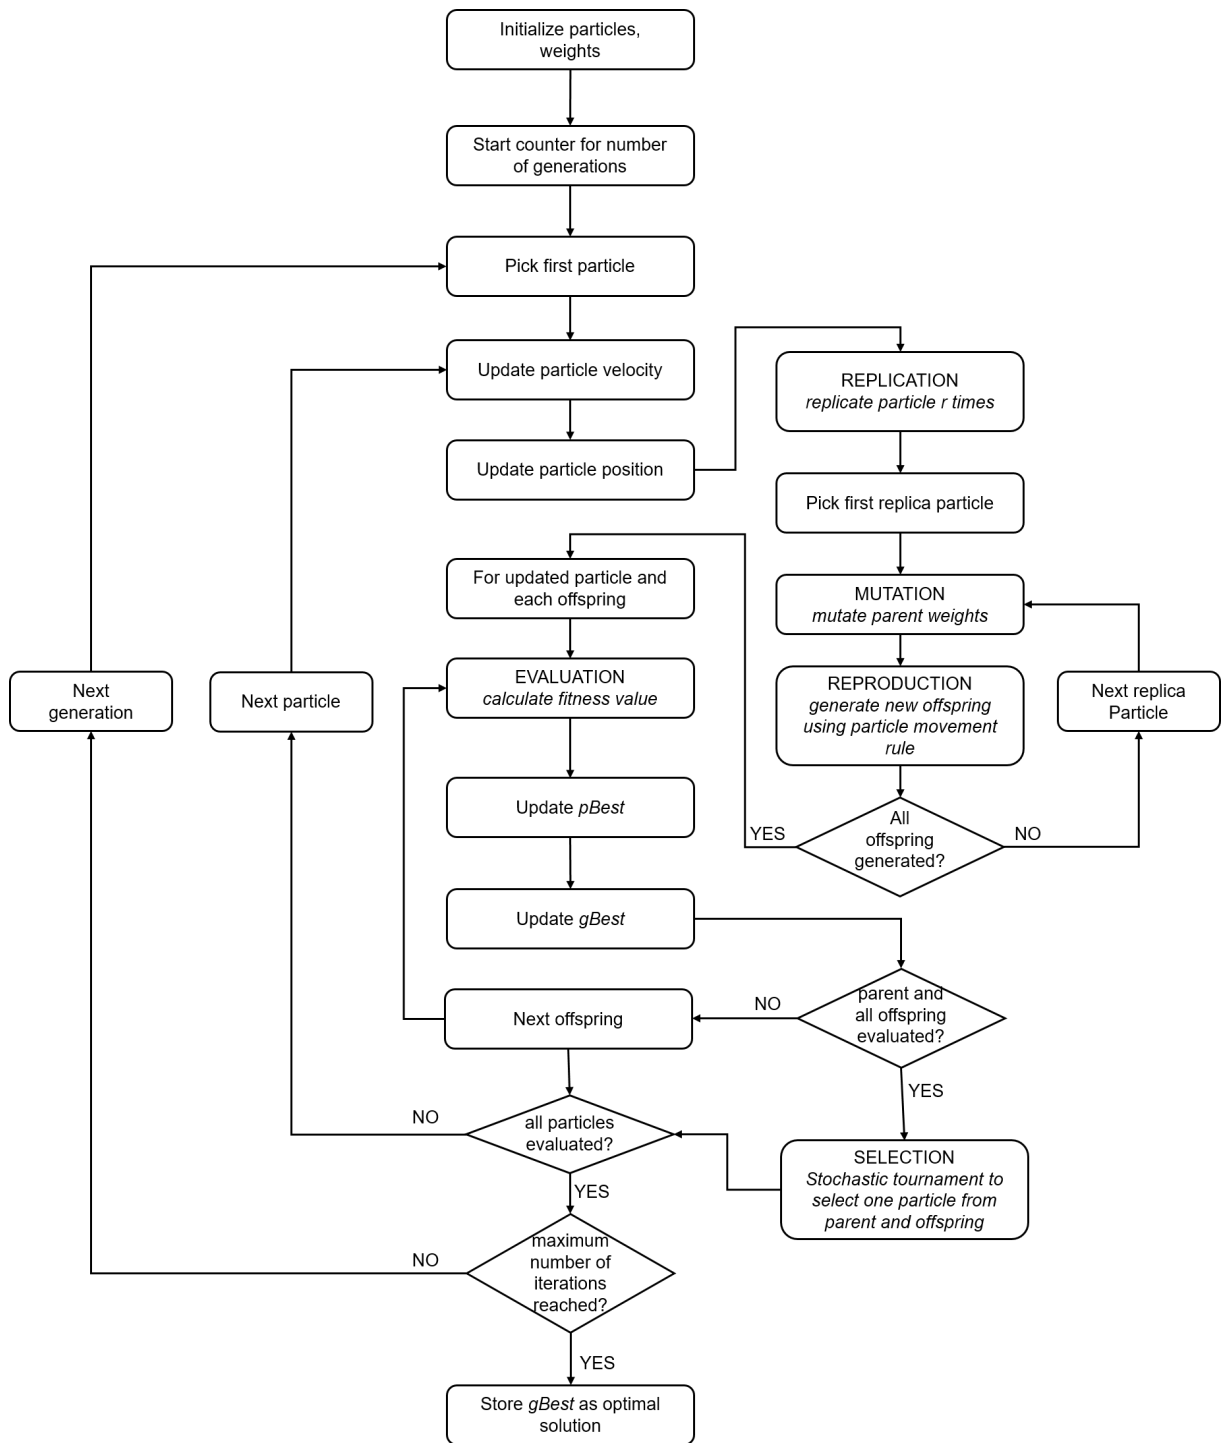 Initialize particles,
weights
Start counter for number
of generations
Pick first particle
Update particle velocity
Update particle position
REPLICATION
replicate particle r times
Pick first replica particle
MUTATION
mutate parent weights
REPRODUCTION
generate new offspring
using particle movement
rule
Next replica
Particle
All
offspring
generated?
YES
NO
For updated particle and
each offspring
EVALUATION
calculate fitness value
Update pBest
Update gBest
parent and
all offspring
evaluated?
NO
YES
Next offspring
SELECTION
Stochastic tournament to
select one particle from
parent and offspring
all particles
evaluated?
NO
YES
Next particle
maximum
number of
iterations
reached?
NO
YES
Next
generation
Store gBest as optimal
solution